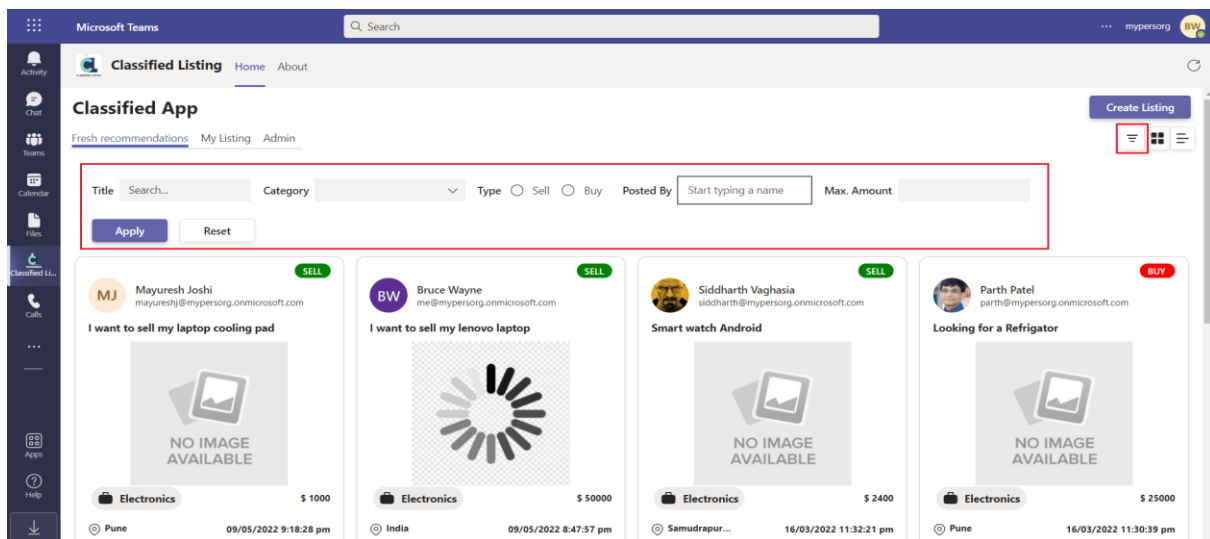 Microsoft Teams
Search
mypersorg
BW
Activity
Chat
Teams
Calendar
Files
Classified Li...
Calls
Apps
Help
Classified Listing Home About
Classified App
Create Listing
Fresh recommendations My Listing Admin
Title Search... Category Type Sell Buy Posted By Start typing a name Max. Amount
Apply Reset
SELL
MJ
Mayuresh Joshi
mayureshj@mypersorg.onmicrosoft.com
I want to sell my laptop cooling pad
NO IMAGE
AVAILABLE
Electronics $ 1000
Pune 09/05/2022 9:18:28 pm
SELL
BW
Bruce Wayne
me@mypersorg.onmicrosoft.com
I want to sell my lenovo laptop
Electronics $ 50000
India 09/05/2022 8:47:57 pm
SELL
Siddharth Vaghasia
siddharth@mypersorg.onmicrosoft.com
Smart watch Android
NO IMAGE
AVAILABLE
Electronics $ 2400
Samudrapur... 16/03/2022 11:32:21 pm
BUY
Parth Patel
parth@mypersorg.onmicrosoft.com
Looking for a Refrigator
NO IMAGE
AVAILABLE
Electronics $ 25000
Pune 16/03/2022 11:30:39 pm